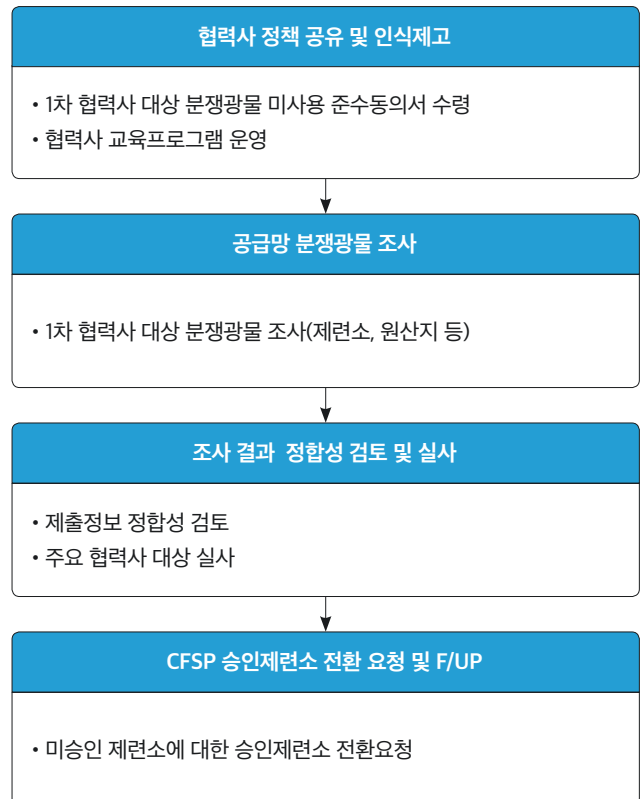 협력사 정책 공유 및 인식제고
• 1차 협력사 대상 분쟁광물 미사용 준수동의서 수령
• 협력사 교육프로그램 운영
공급망 분쟁광물 조사
• 1차 협력사 대상 분쟁광물 조사(제련소, 원산지 등)
조사 결과 정합성 검토 및 실사
• 제출정보 정합성 검토
• 주요 협력사 대상 실사
CFSP 승인제련소 전환 요청 및 F/UP
• 미승인 제련소에 대한 승인제련소 전환요청